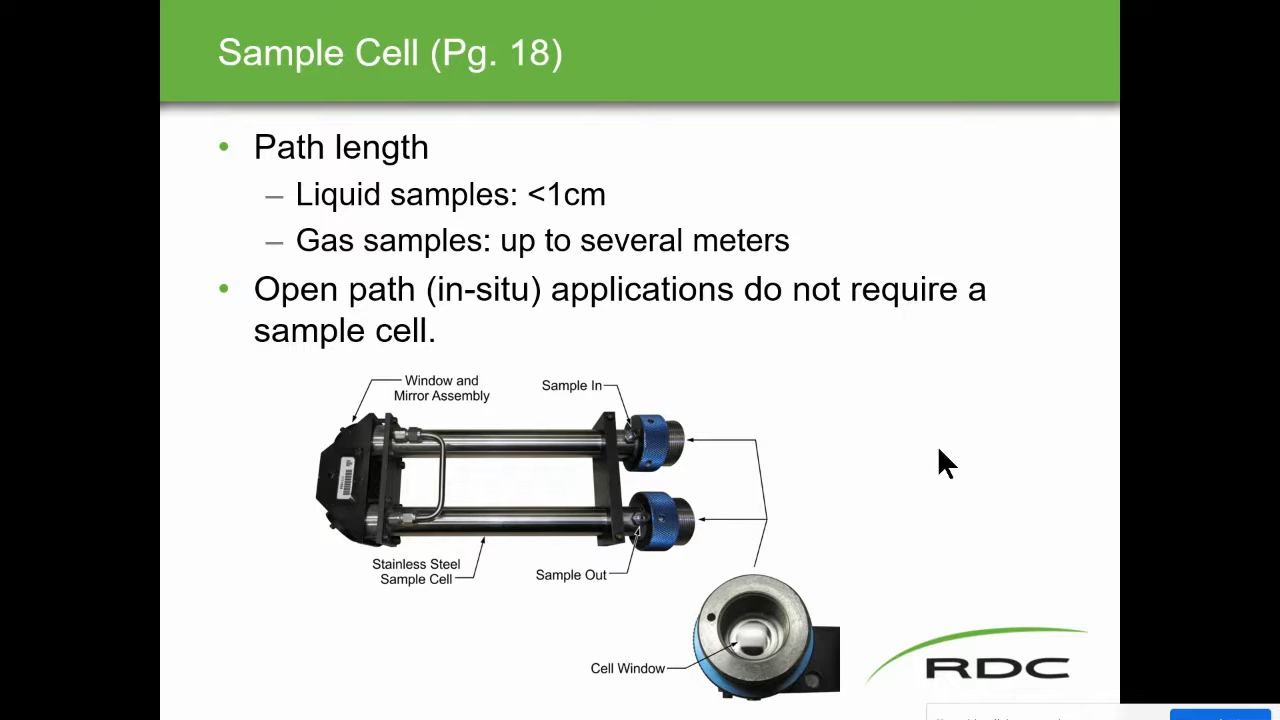 Sample Cell (Pg. 18)
• Path length
– Liquid samples: <1cm
– Gas samples: up to several meters
• Open path (in-situ) applications do not require a
sample cell.
Window and
Mirror Assembly
Sample In
Stainless Steel
Sample Cell
Sample Out
Cell Window
RDC